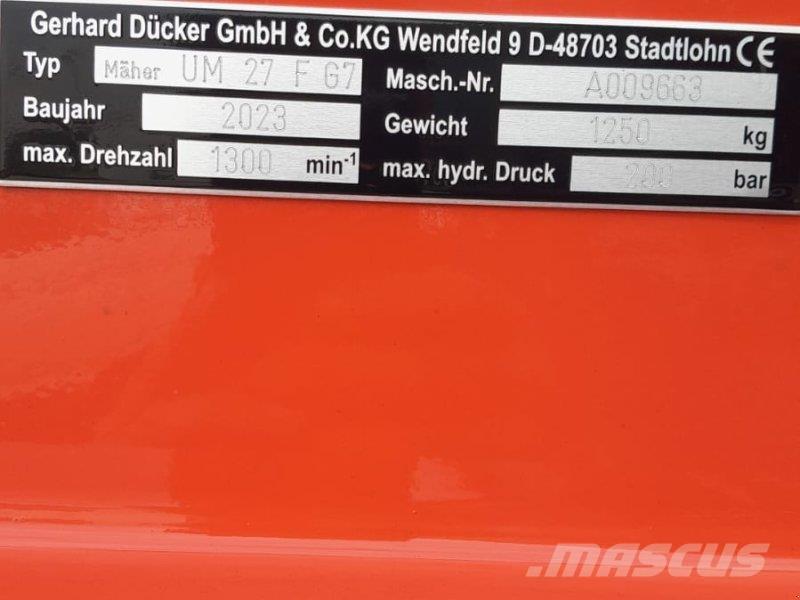 Gerhard Dücker GmbH & Co.KG Wendfeld 9 D-48703 Stadtlohn CE
Typ Mäher UM 27 F G7 Masch.-Nr. A009663
Baujahr 2023 Gewicht 1250 kg
max. Drehzahl 1300 min-1 max. hydr. Druck 200 bar
MASCUS